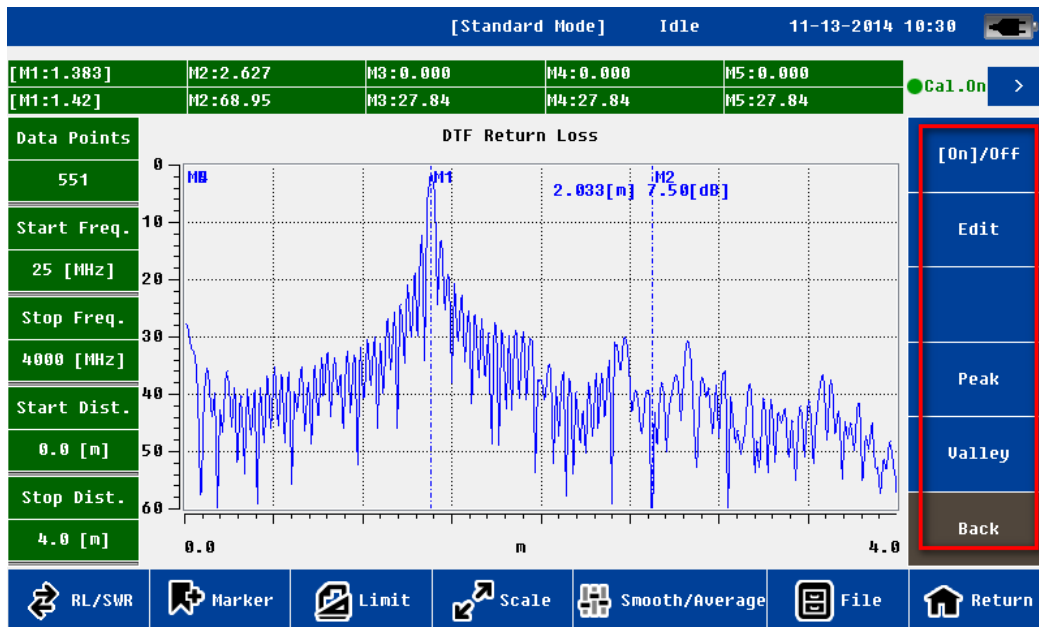 [Standard Mode] Idle 11-13-2014 10:30
[M1:1.383] M2:2.627 M3:0.000 M4:0.000 M5:0.000
[M1:1.42] M2:68.95 M3:27.84 M4:27.84 M5:27.84
Cal.On >
Data Points
551
Start Freq.
25 [MHz]
Stop Freq.
4000 [MHz]
Start Dist.
0.0 [m]
Stop Dist.
4.0 [m]
DTF Return Loss
M1
M2
2.033[m] 7.50[dB]
0
10
20
30
40
50
60
0.0 m 4.0
[On]/Off
Edit
Peak
Valley
Back
RL/SWR Marker Limit Scale Smooth/Average File Return